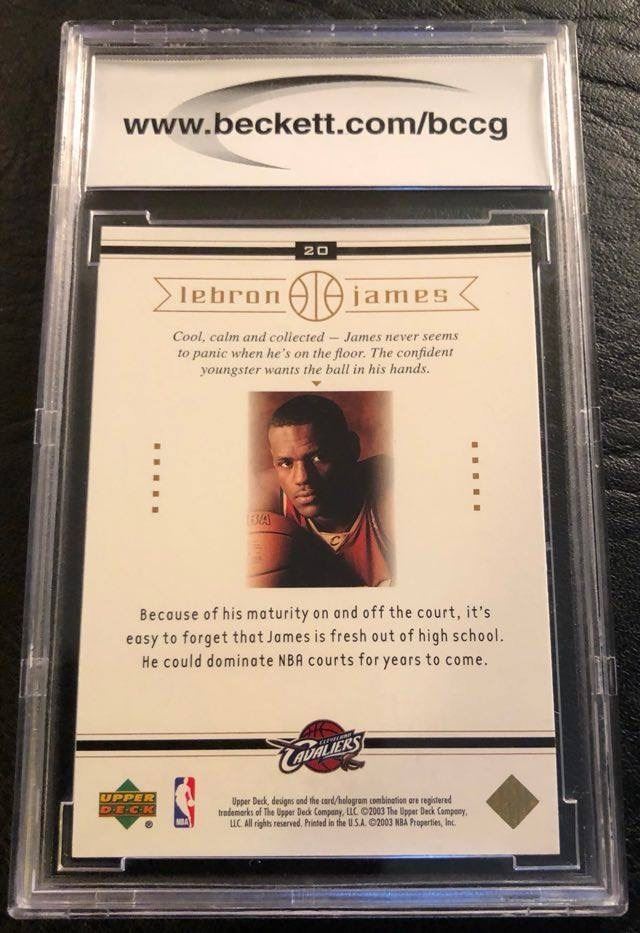 www.beckett.com/bccg
20
lebron james
Cool, calm and collected — James never seems
to panic when he's on the floor. The confident
youngster wants the ball in his hands.
Because of his maturity on and off the court, it's
easy to forget that James is fresh out of high school.
He could dominate NBA courts for years to come.
CLEVELAND
CAVALIERS
UPPER
DECK
®
NBA
Upper Deck, designs and the card/hologram combination are registered
trademarks of The Upper Deck Company, LLC. ©2003 The Upper Deck Company,
LLC. All rights reserved. Printed in the U.S.A. ©2003 NBA Properties, Inc.